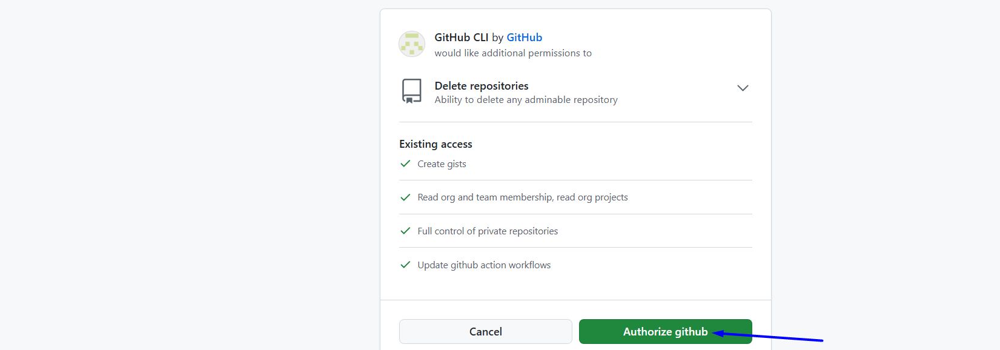 GitHub CLI by GitHub
would like additional permissions to
Delete repositories
Ability to delete any adminable repository
Existing access
Create gists
Read org and team membership, read org projects
Full control of private repositories
Update github action workflows
Cancel
Authorize github